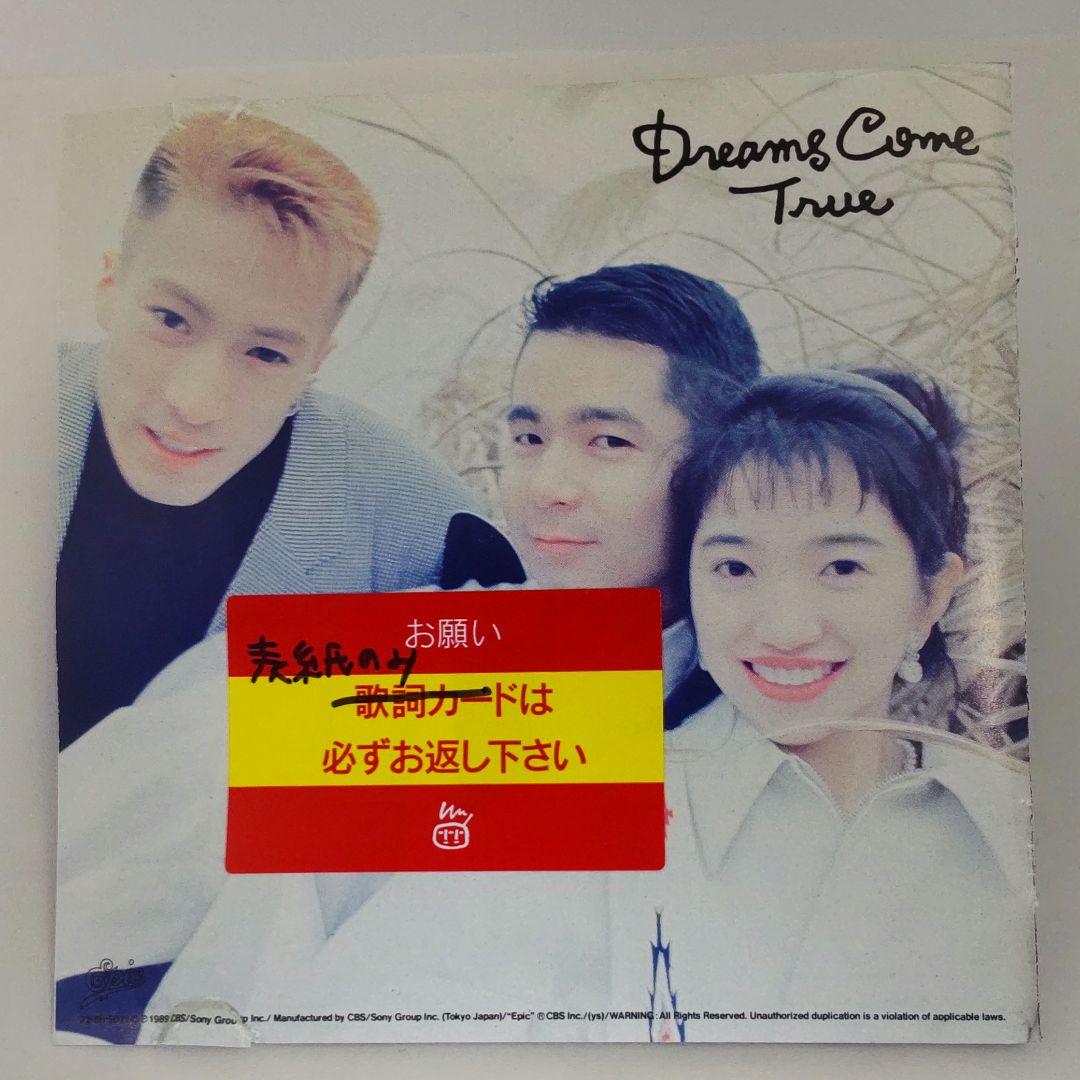 Dreams Come
True
お願い
表紙のみ
歌詞カードは
必ずお返し下さい
Epic
℗ 1989 CBS/Sony Group Inc./ Manufactured by CBS/Sony Group Inc. (Tokyo Japan)/"Epic" ® CBS Inc./(ys)/WARNING: All Rights Reserved. Unauthorized duplication is a violation of applicable laws.